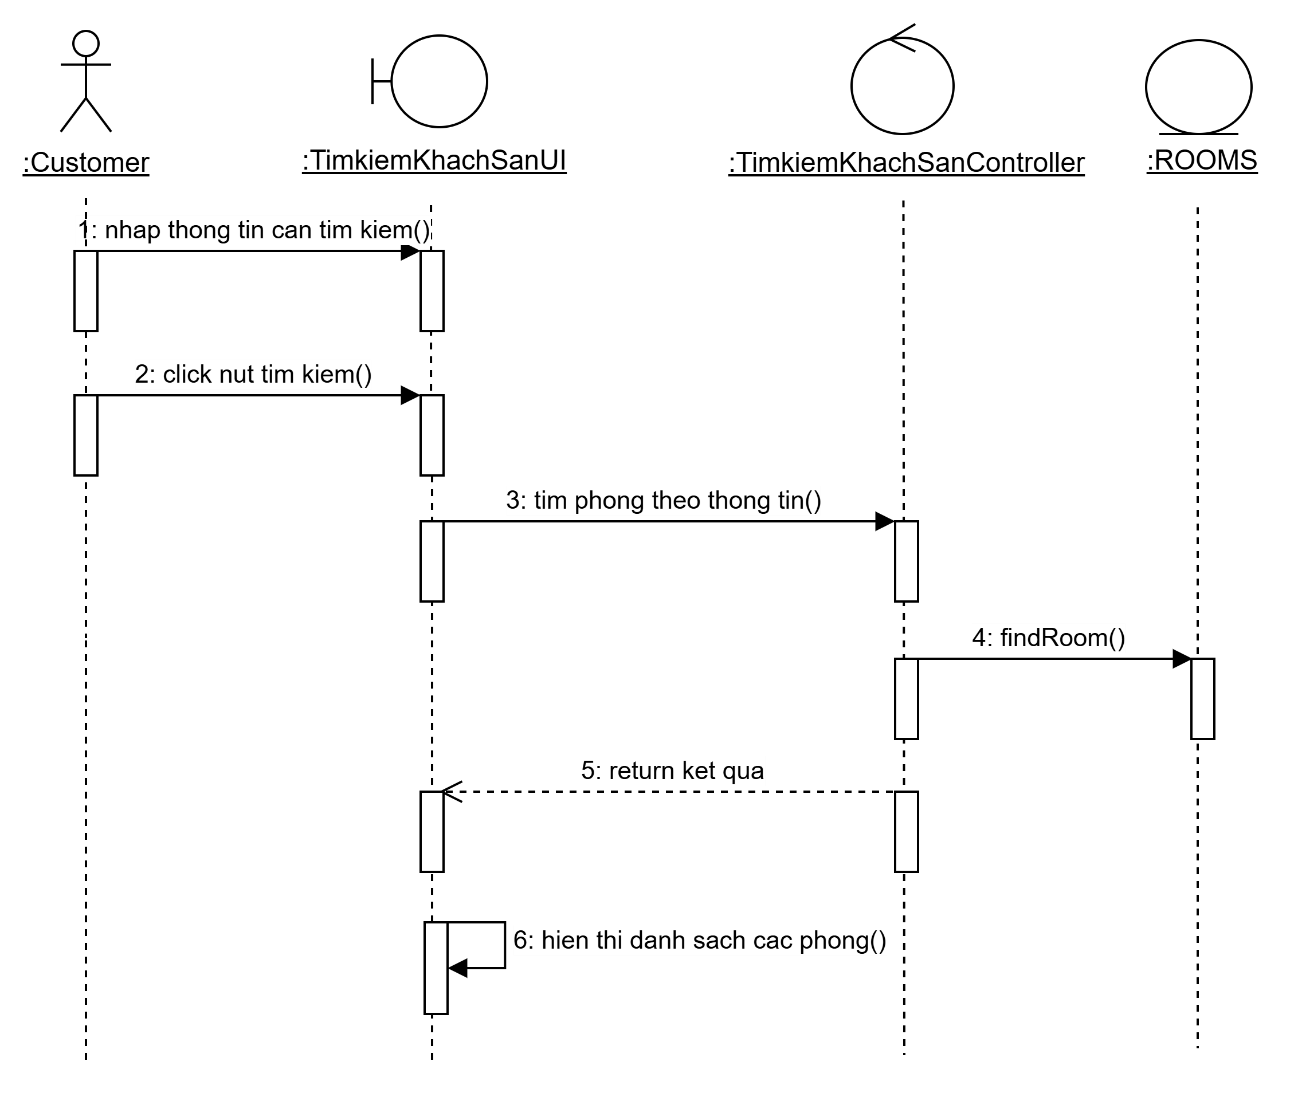 :Customer
:TimkiemKhachSanUI
:TimkiemKhachSanController
:ROOMS
1: nhap thong tin can tim kiem()
2: click nut tim kiem()
3: tim phong theo thong tin()
4: findRoom()
5: return ket qua
6: hien thi danh sach cac phong()